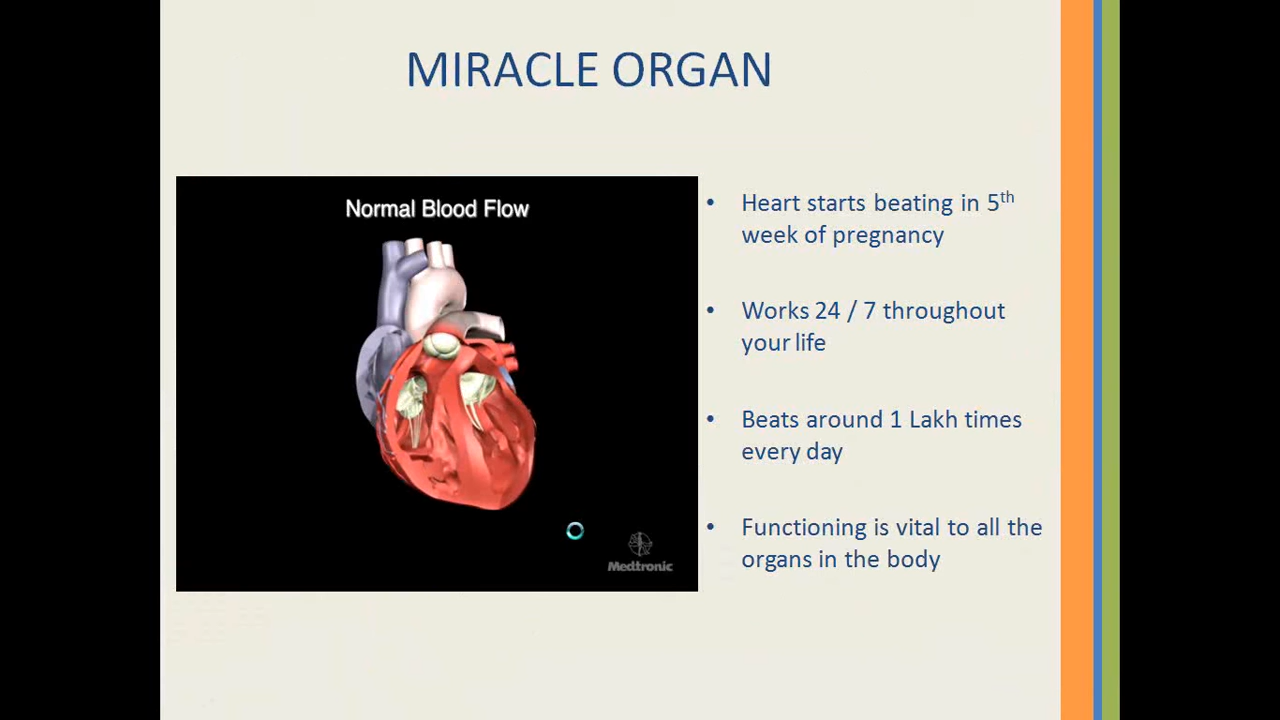 MIRACLE ORGAN
Normal Blood Flow
Medtronic
• Heart starts beating in 5th
week of pregnancy
• Works 24 / 7 throughout
your life
• Beats around 1 Lakh times
every day
• Functioning is vital to all the
organs in the body